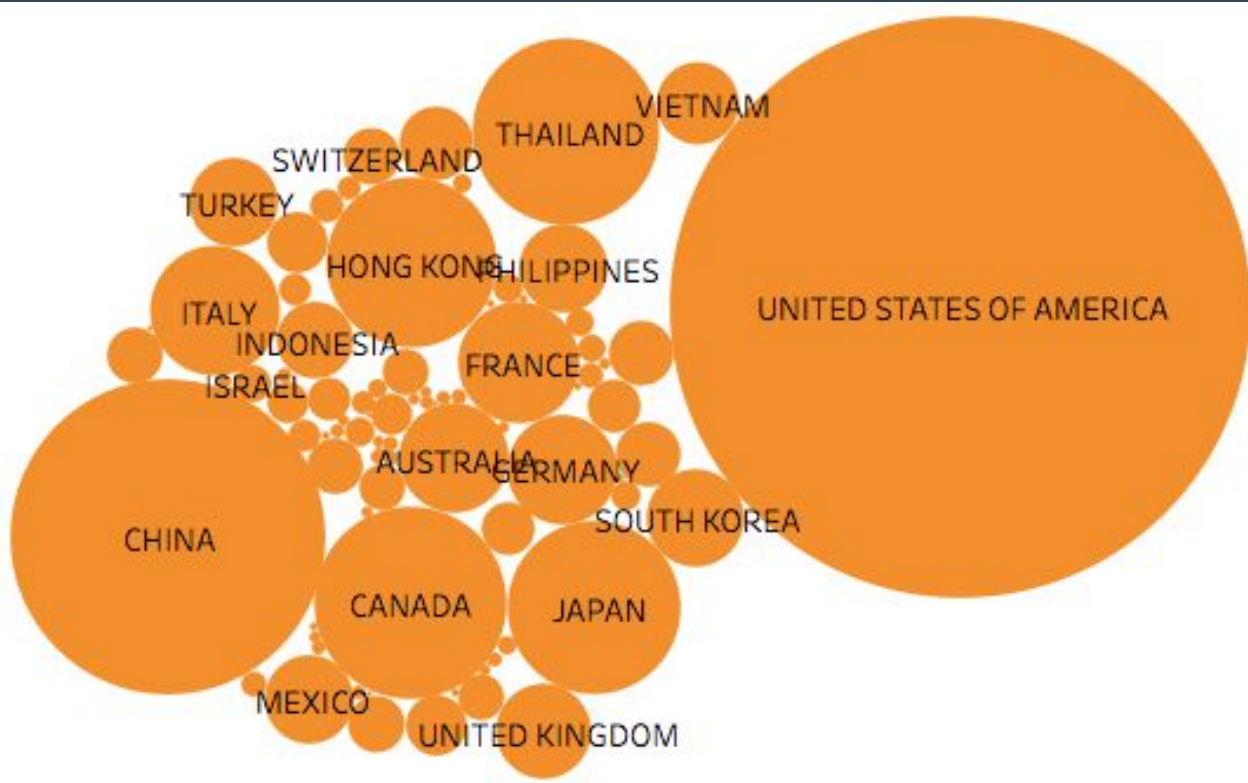 VIETNAM
THAILAND
SWITZERLAND
TURKEY
HONG KONG
PHILIPPINES
UNITED STATES OF AMERICA
ITALY
INDONESIA
FRANCE
ISRAEL
AUSTRALIA
GERMANY
SOUTH KOREA
CHINA
CANADA
JAPAN
MEXICO
UNITED KINGDOM